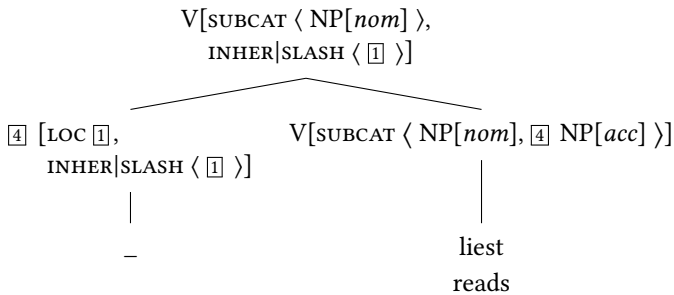 V[SUBCAT ⟨ NP[nom] ⟩,
INHER|SLASH ⟨ 1 ⟩]
4 [LOC 1,
INHER|SLASH ⟨ 1 ⟩]
V[SUBCAT ⟨ NP[nom], 4 NP[acc] ⟩]
_
liest
reads